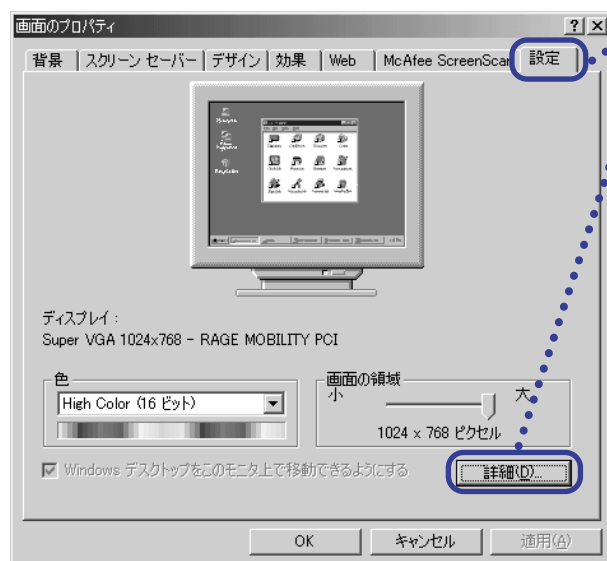 画面のプロパティ
背景 スクリーン セーバー デザイン 効果 Web McAfee ScreenScan 設定
ディスプレイ :
Super VGA 1024x768 - RAGE MOBILITY PCI
色
High Color (16 ビット)
画面の領域
小 大
1024 x 768 ピクセル
Windows デスクトップをこのモニタ上で移動できるようにする
詳細(D)...
OK キャンセル 適用(A)